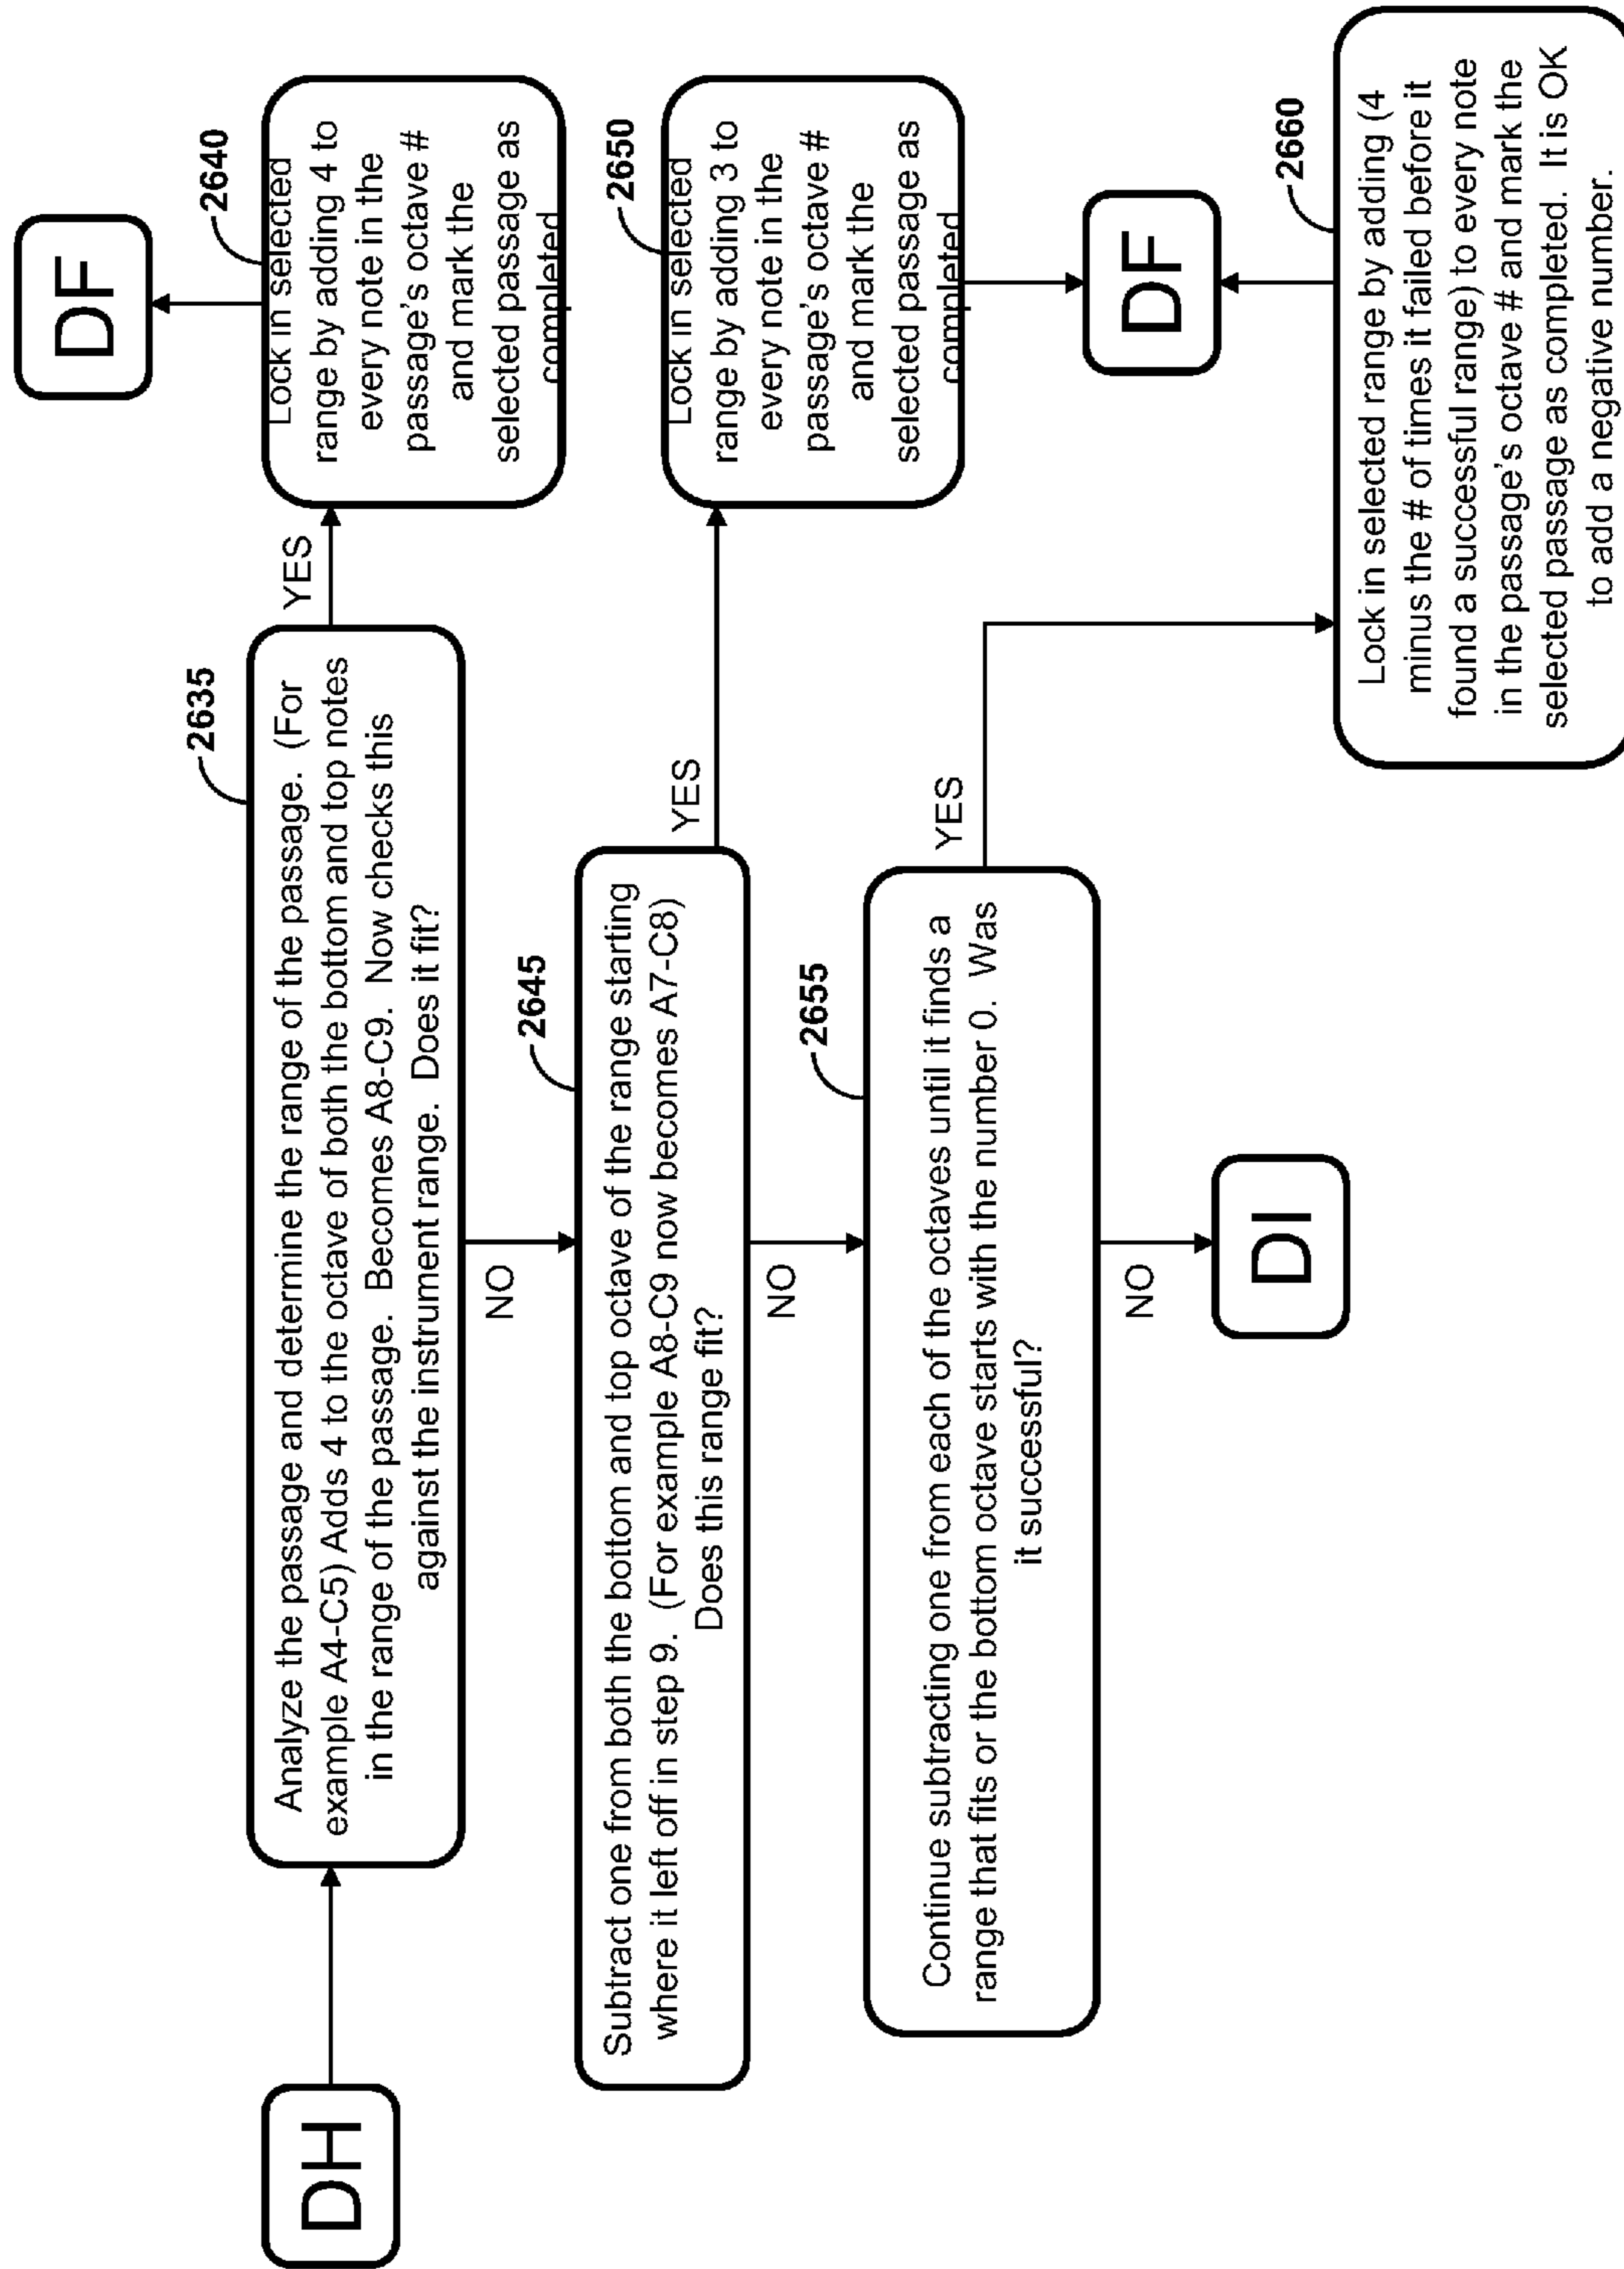 DH
2635
Analyze the passage and determine the range of the passage. (For
example A4-C5) Adds 4 to the octave of both the bottom and top notes
in the range of the passage. Becomes A8-C9. Now checks this
against the instrument range. Does it fit?
YES
2640
Lock in selected
range by adding 4 to
every note in the
passage's octave #
and mark the
selected passage as
completed
DF
NO
2645
Subtract one from both the bottom and top octave of the range starting
where it left off in step 9. (For example A8-C9 now becomes A7-C8)
Does this range fit?
YES
2650
Lock in selected
range by adding 3 to
every note in the
passage's octave #
and mark the
selected passage as
completed
NO
2655
Continue subtracting one from each of the octaves until it finds a
range that fits or the bottom octave starts with the number 0. Was
it successful?
YES
DF
NO
DI
2660
Lock in selected range by adding (4
minus the # of times it failed before it
found a successful range) to every note
in the passage's octave # and mark the
selected passage as completed. It is OK
to add a negative number.